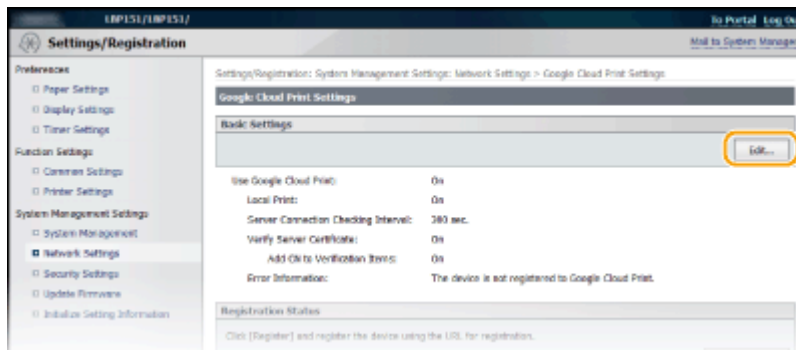 LBP151/LBP151/
To Portal Log Ou
Settings/Registration
Mail to System Manage
Preferences
Paper Settings
Display Settings
Timer Settings
Function Settings
Common Settings
Printer Settings
System Management Settings
System Management
Network Settings
Security Settings
Update Firmware
Initialize Setting Information
Settings/Registration: System Management Settings: Network Settings > Google Cloud Print Settings
Google Cloud Print Settings
Basic Settings
Edit...
Use Google Cloud Print: On
Local Print: On
Server Connection Checking Interval: 300 sec.
Verify Server Certificate: On
Add CN to Verification Items: On
Error Information: The device is not registered to Google Cloud Print.
Registration Status
Click [Register] and register the device using the URL for registration.